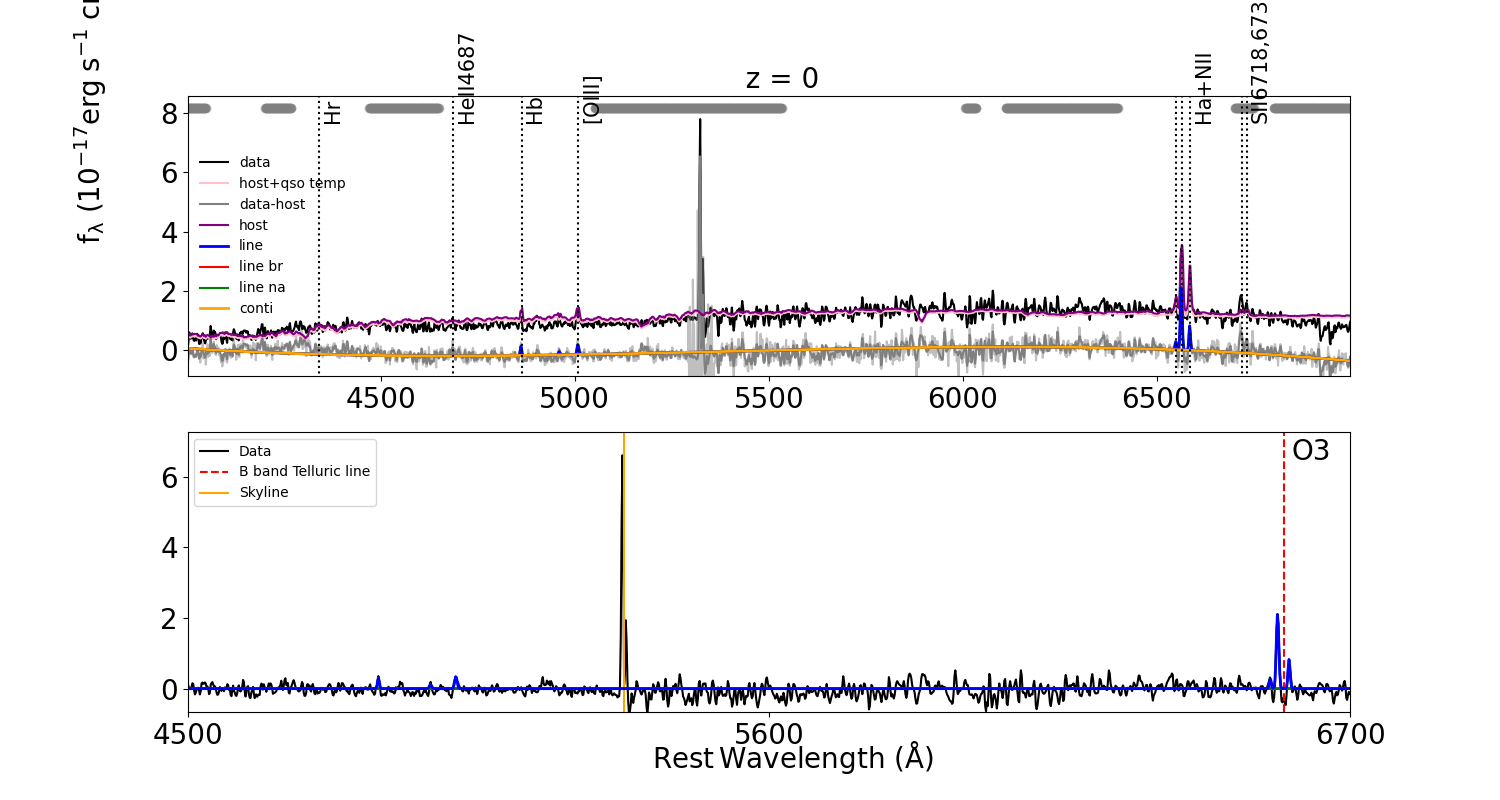 z = 0
f_λ (10^−17 erg s^−1
Hr
HeII4687
Hb
[OIII]
Ha+NII
SII6718,673
8
6
4
2
0
data
host+qso temp
data-host
host
line
line br
line na
conti
4500
5000
5500
6000
6500
6
4
2
0
Data
B band Telluric line
Skyline
O3
4500
5600
6700
Rest Wavelength (Å)